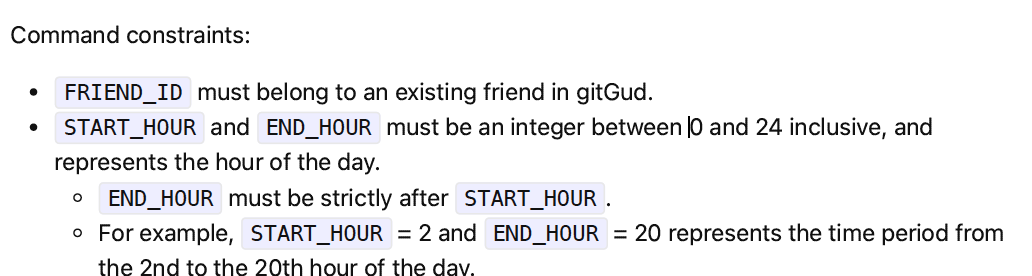 Command constraints:
• FRIEND_ID must belong to an existing friend in gitGud.
• START_HOUR and END_HOUR must be an integer between 0 and 24 inclusive, and
represents the hour of the day.
◦ END_HOUR must be strictly after START_HOUR.
◦ For example, START_HOUR = 2 and END_HOUR = 20 represents the time period from
the 2nd to the 20th hour of the day.